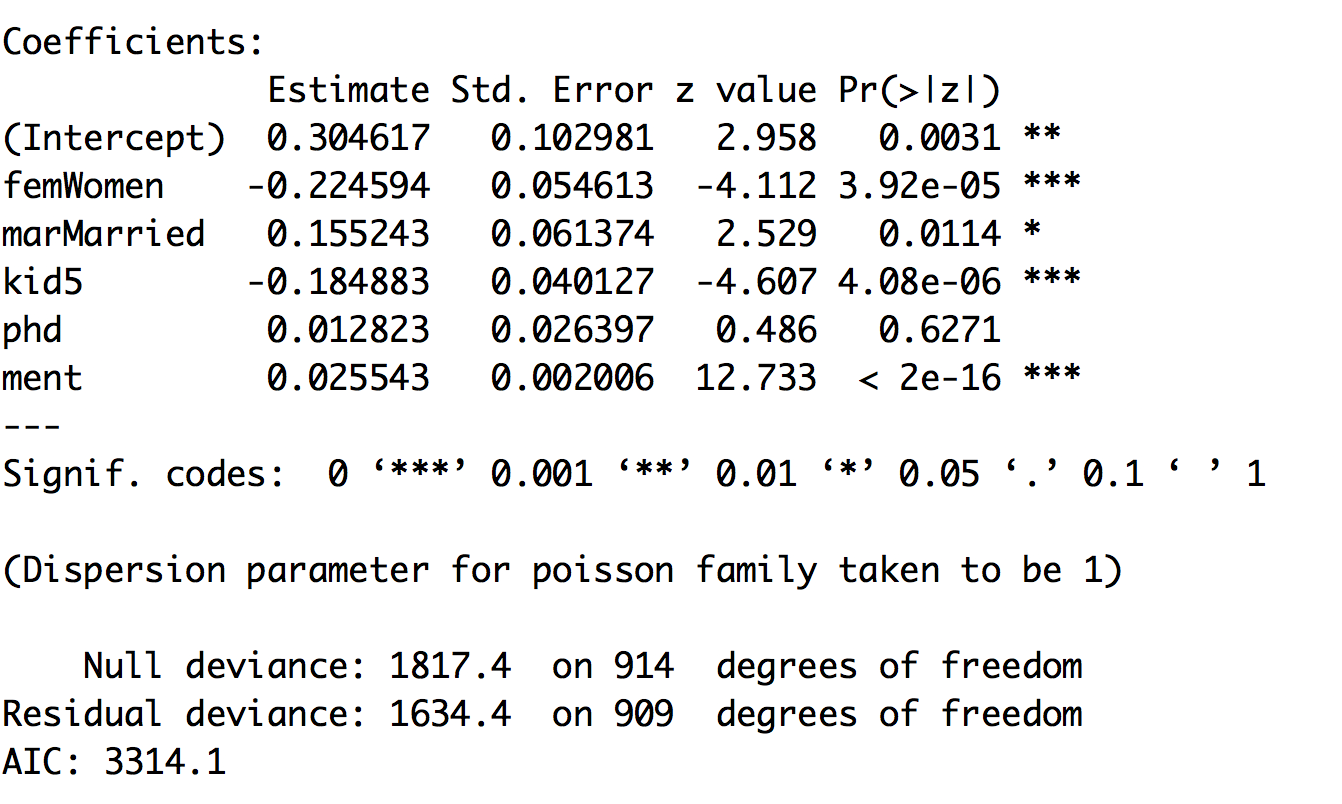 Coefficients:
            Estimate Std. Error z value Pr(>|z|)
(Intercept)  0.304617   0.102981   2.958   0.0031 **
femWomen    -0.224594   0.054613  -4.112 3.92e-05 ***
marMarried   0.155243   0.061374   2.529   0.0114 *
kid5        -0.184883   0.040127  -4.607 4.08e-06 ***
phd          0.012823   0.026397   0.486   0.6271
ment         0.025543   0.002006  12.733  < 2e-16 ***
---
Signif. codes:  0 ‘***’ 0.001 ‘**’ 0.01 ‘*’ 0.05 ‘.’ 0.1 ‘ ’ 1
(Dispersion parameter for poisson family taken to be 1)
    Null deviance: 1817.4  on 914  degrees of freedom
Residual deviance: 1634.4  on 909  degrees of freedom
AIC: 3314.1